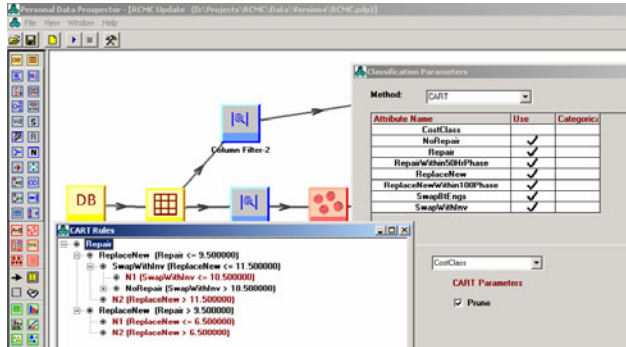 Personal Data Prospector - [RCMC Update (D:\Projects\RCMC\Data\Version4\RCMC.pdp)]
File View Window Help
Classification Parameters
Method: CART
Attribute Name Use Categorica
CostClass
NoRepair
Repair
RepairWithin50HrPhase
ReplaceNew
ReplaceNewWithin100Phase
SwapBtEngs
SwapWithInv
Column Filter-2
DB
CART Rules
Repair
ReplaceNew (Repair <= 9.500000)
SwapWithInv (ReplaceNew <= 11.500000)
N1 (SwapWithInv <= 10.500000)
NoRepair (SwapWithInv > 10.500000)
N2 (ReplaceNew > 11.500000)
ReplaceNew (Repair > 9.500000)
N1 (ReplaceNew <= 6.500000)
N2 (ReplaceNew > 6.500000)
CostClass
CART Parameters
Prune